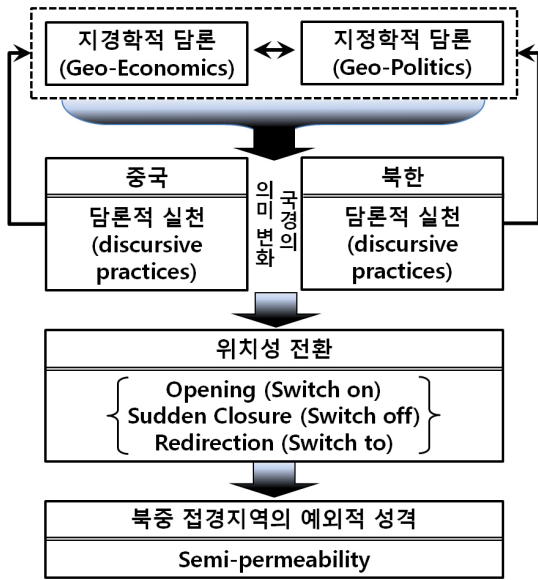 지경학적 담론
(Geo-Economics)
지정학적 담론
(Geo-Politics)
중국
담론적 실천
(discursive
practices)
국경의
의미 변화
북한
담론적 실천
(discursive
practices)
위치성 전환
Opening (Switch on)
Sudden Closure (Switch off)
Redirection (Switch to)
북중 접경지역의 예외적 성격
Semi-permeability